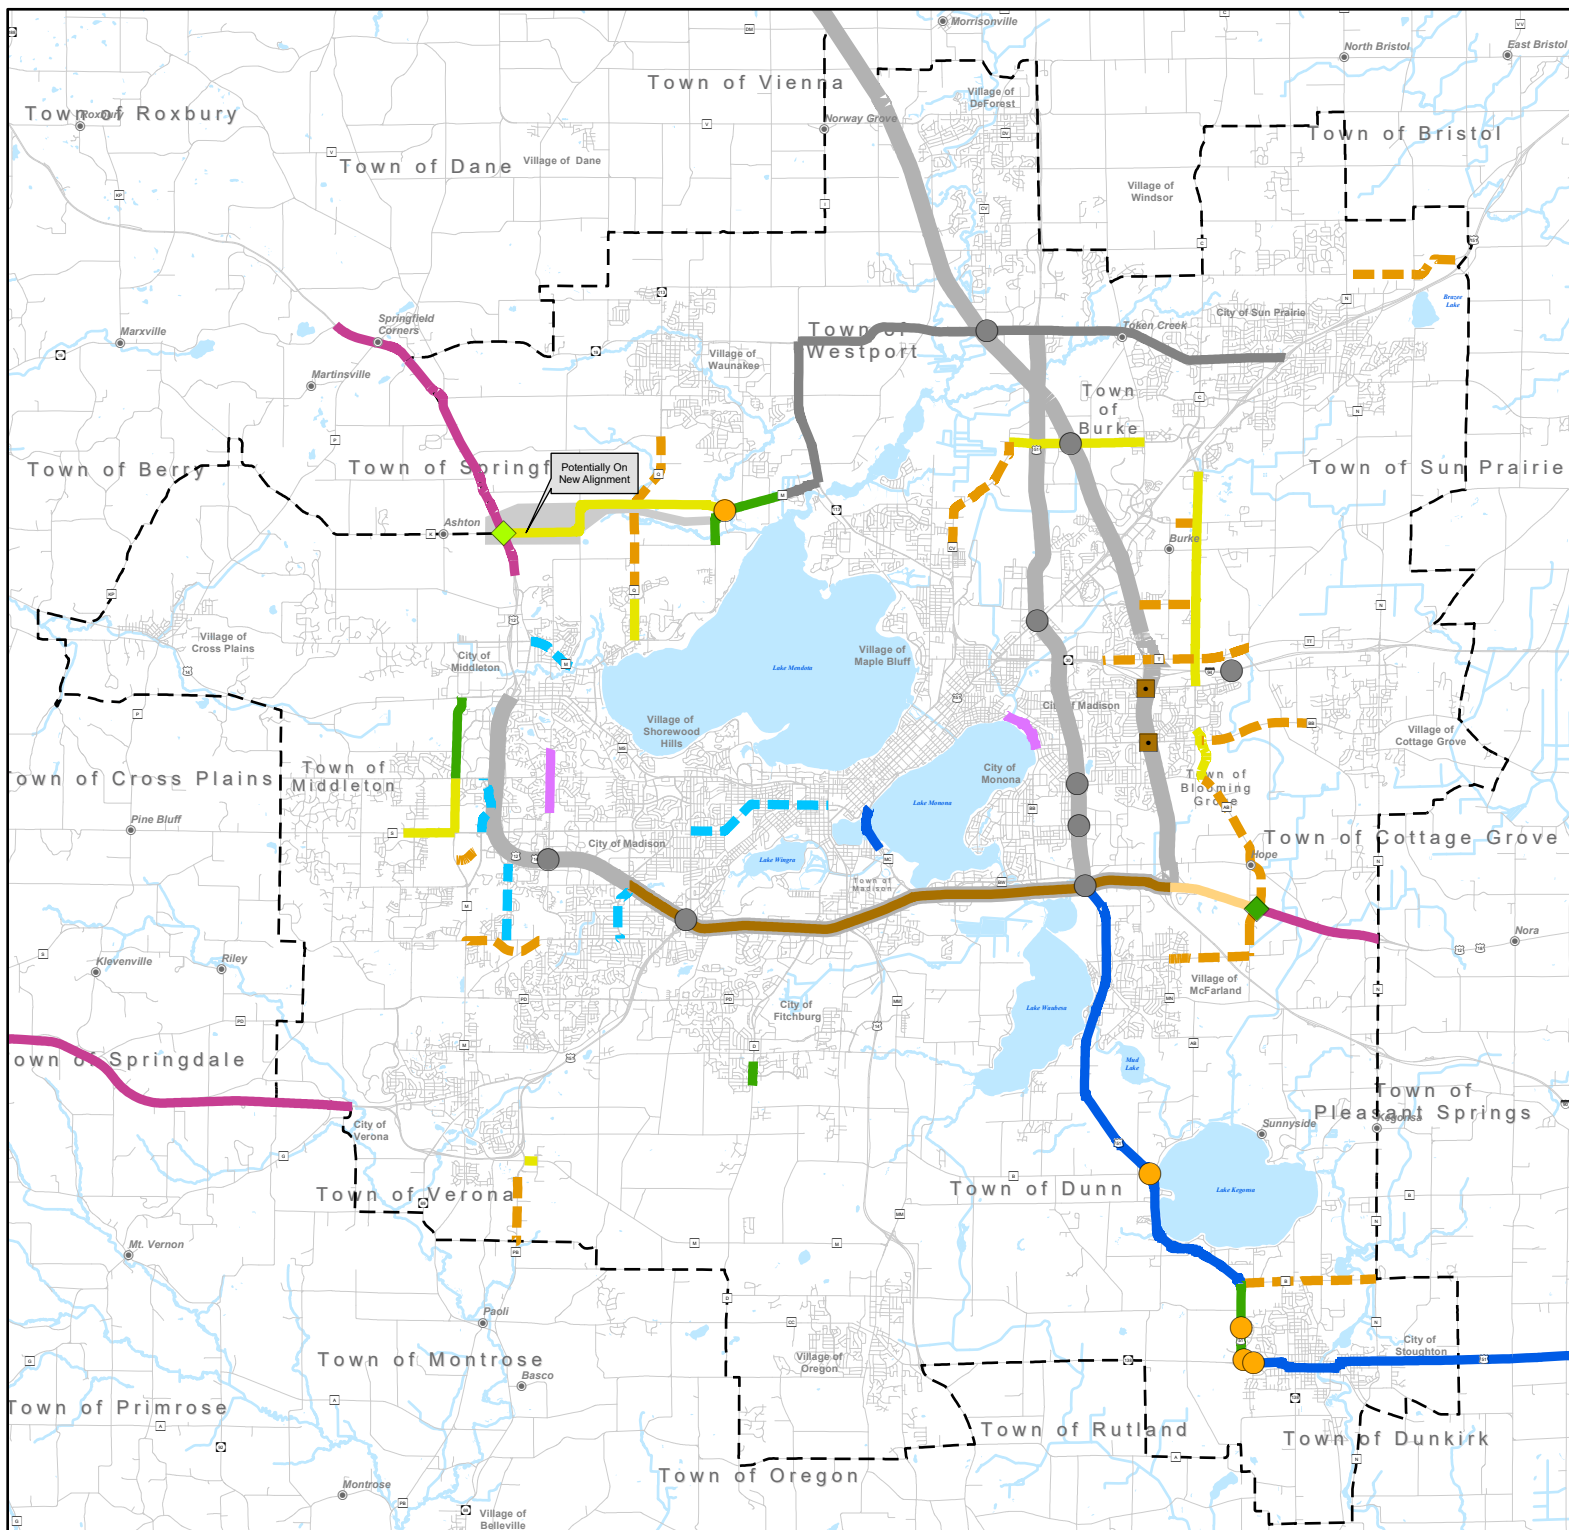 Morrisonville
North Bristol
East Bristol
Town of Vienna
Village of
DeForest
Town of Roxbury
Roxbury
Norway Grove
Town of Bristol
Town of Dane
Village of Dane
Village of
Windsor
Brazee
Lake
City of Sun Prairie
Springfield
Corners
Marxville
Token Creek
Town of
Westport
Village of
Waunakee
Martinsville
Town
of
Burke
Town of Berry
Town of Springf
Potentially On
New Alignment
Town of Sun Prairie
Ashton
Burke
Village of
Cross Plains
City of
Middleton
Village of
Maple Bluff
Lake Mendota
City of Madison
Village of
Shorewood
Hills
Village of
Cottage Grove
Town of Cross Plains
Town of
Middleton
City of
Monona
Town of
Blooming
Grove
Lake Monona
Pine Bluff
City of Madison
Town of Cottage Grove
Lake Wingra
Hope
Town of
Madison
Klevenville
Riley
Nora
Village of
McFarland
City of
Fitchburg
Lake Waubesa
Town of Springdale
Mud
Lake
Town of
Pleasant Springs
Kegonsa
Sunnyside
City of
Verona
Town of Verona
Town of Dunn
Lake Kegonsa
Mt. Vernon
Paoli
City of
Stoughton
Town of Montrose
Village of
Oregon
Basco
Town of Primrose
Town of Rutland
Town of Dunkirk
Town of Oregon
Montrose
Village of
Belleville